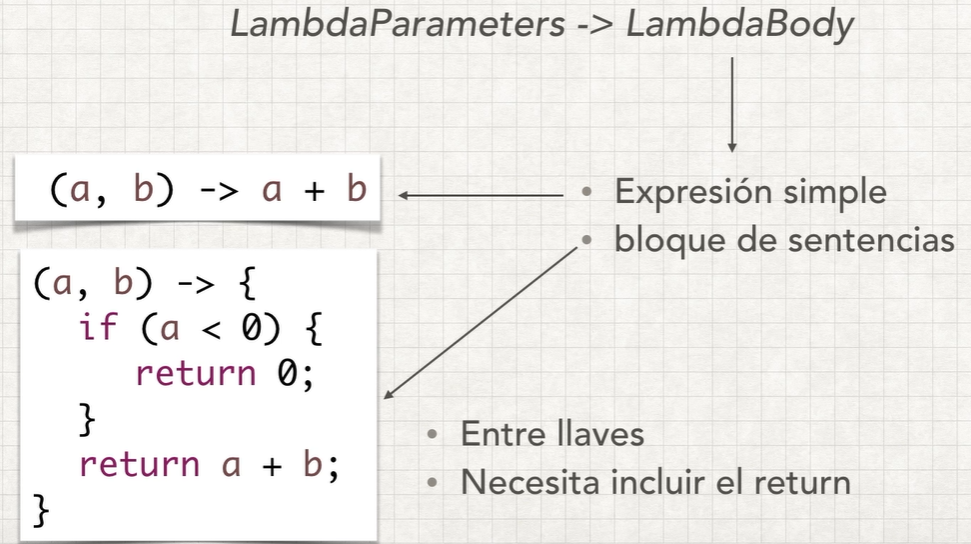 LambdaParameters -> LambdaBody
(a, b) -> a + b
• Expresión simple
• bloque de sentencias
(a, b) -> {
if (a < 0) {
return 0;
}
return a + b;
}
• Entre llaves
• Necesita incluir el return